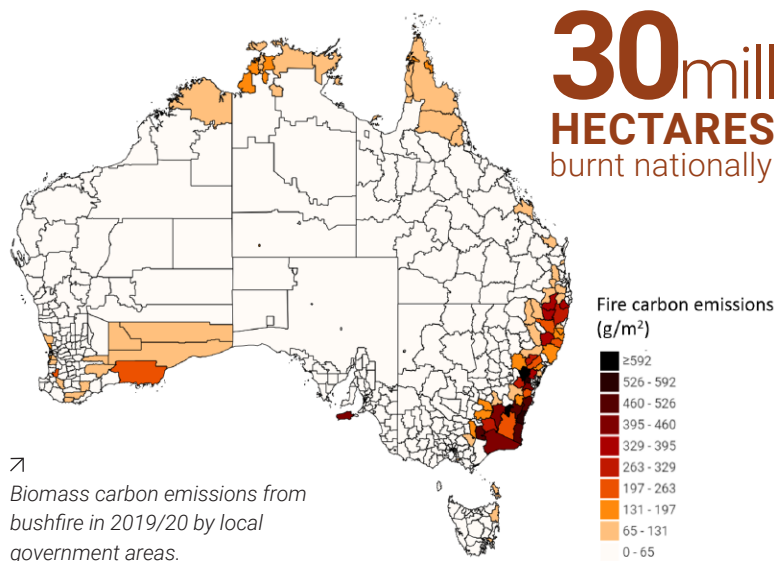 30mill
HECTARES
burnt nationally
Fire carbon emissions
(g/m²)
≥592
526 - 592
460 - 526
395 - 460
329 - 395
263 - 329
197 - 263
131 - 197
65 - 131
0 - 65
Biomass carbon emissions from
bushfire in 2019/20 by local
government areas.